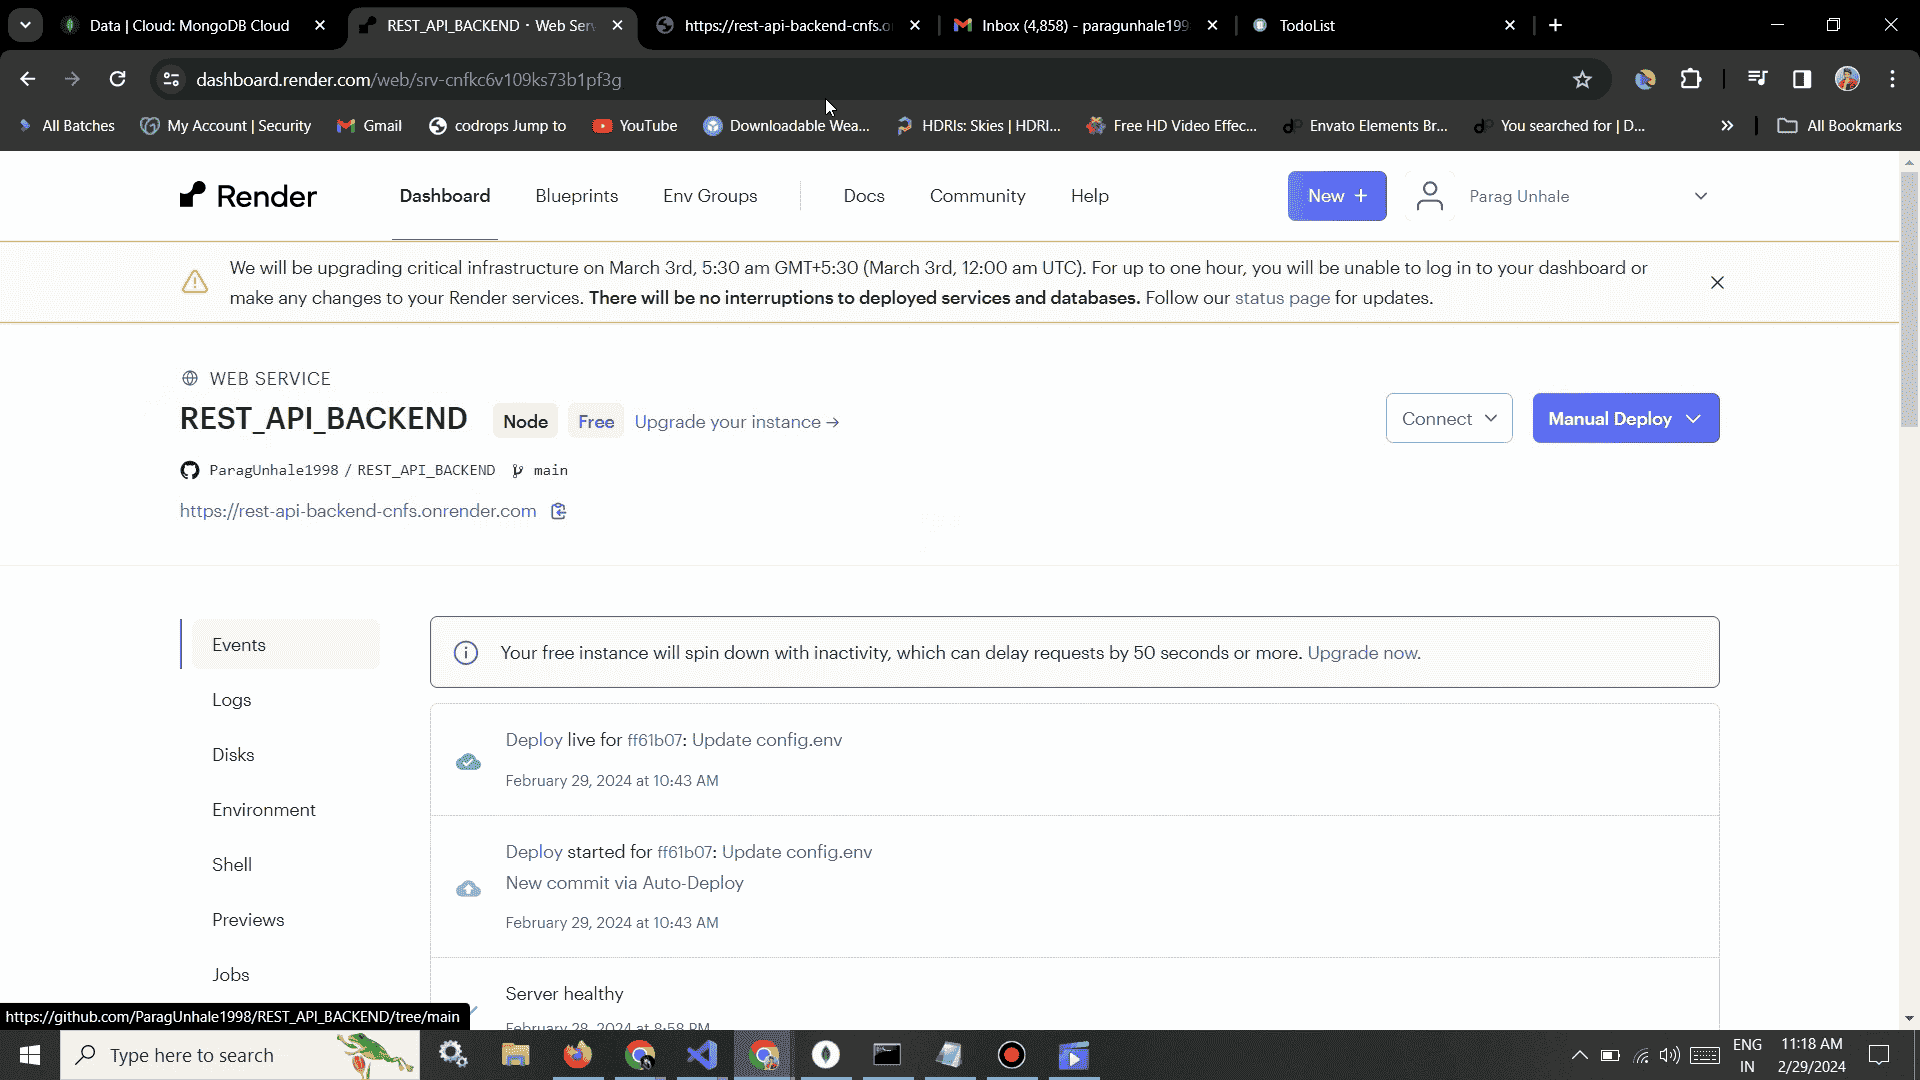 Data | Cloud: MongoDB Cloud
REST_API_BACKEND · Web Serv
https://rest-api-backend-cnfs.o
Inbox (4,858) - paragunhale199
TodoList
dashboard.render.com/web/srv-cnfkc6v109ks73b1pf3g
All Batches
My Account | Security
Gmail
codrops Jump to
YouTube
Downloadable Wea...
HDRIs: Skies | HDRI...
Free HD Video Effec...
Envato Elements Br...
You searched for | D...
All Bookmarks
Render
Dashboard
Blueprints
Env Groups
Docs
Community
Help
New +
Parag Unhale
We will be upgrading critical infrastructure on March 3rd, 5:30 am GMT+5:30 (March 3rd, 12:00 am UTC). For up to one hour, you will be unable to log in to your dashboard or
make any changes to your Render services. There will be no interruptions to deployed services and databases. Follow our status page for updates.
WEB SERVICE
REST_API_BACKEND
Node
Free
Upgrade your instance →
Connect
Manual Deploy
ParagUnhale1998 / REST_API_BACKEND
main
https://rest-api-backend-cnfs.onrender.com
Events
Logs
Disks
Environment
Shell
Previews
Jobs
Your free instance will spin down with inactivity, which can delay requests by 50 seconds or more. Upgrade now.
Deploy live for ff61b07: Update config.env
February 29, 2024 at 10:43 AM
Deploy started for ff61b07: Update config.env
New commit via Auto-Deploy
February 29, 2024 at 10:43 AM
Server healthy
February 28, 2024 at 8:58 PM
https://github.com/ParagUnhale1998/REST_API_BACKEND/tree/main
Type here to search
ENG
IN
11:18 AM
2/29/2024